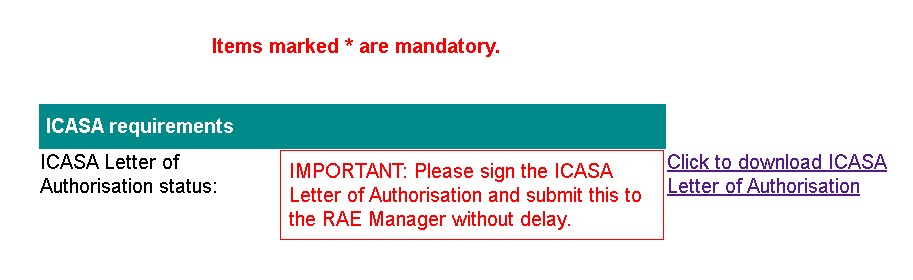 Items marked * are mandatory.
ICASA requirements
ICASA Letter of
Authorisation status:
IMPORTANT: Please sign the ICASA
Letter of Authorisation and submit this to
the RAE Manager without delay.
Click to download ICASA
Letter of Authorisation